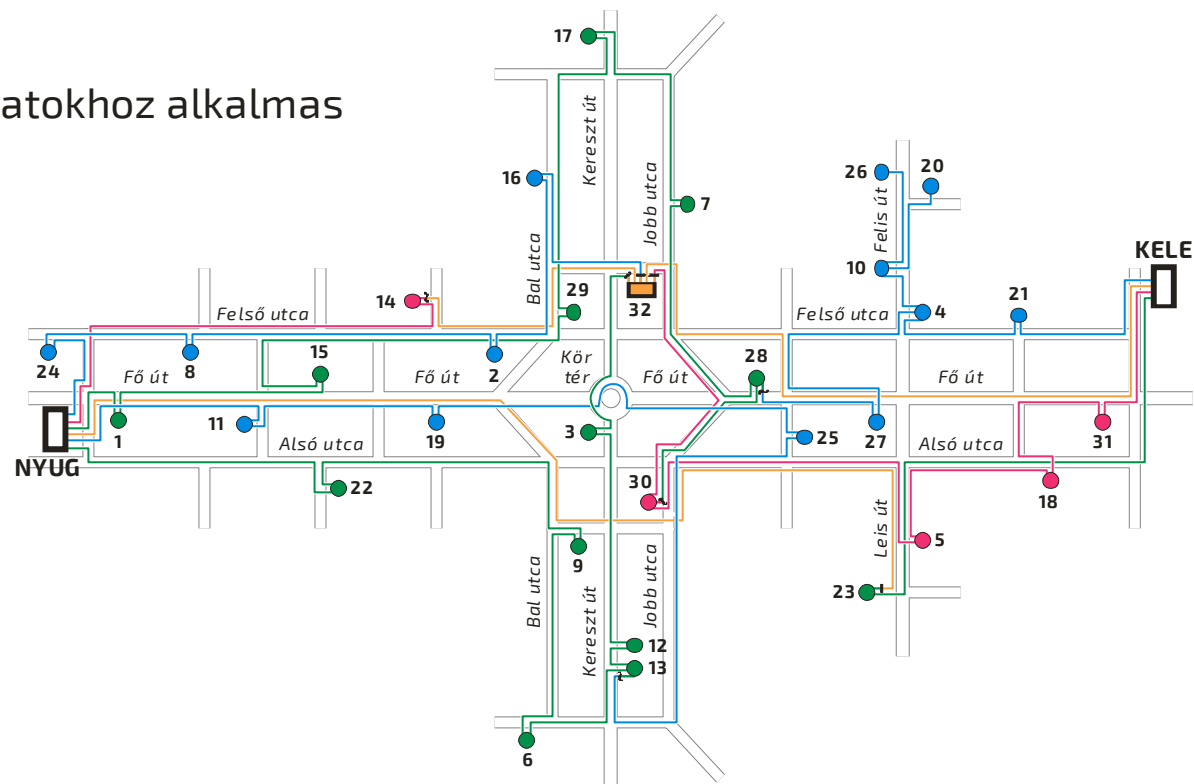 17
atokhoz alkalmas
Kereszt út
16
26
20
Jobb utca
7
Felis út
Bal utca
10
KELE
14
29
32
21
Felső utca
Felső utca
4
15
Kör
tér
28
24
8
2
Fő út
Fő út
Fő út
Fő út
1
11
19
3
25
27
31
NYUG
Alsó utca
Alsó utca
22
30
18
9
Leis út
5
Bal utca
Kereszt út
Jobb utca
23
12
13
6